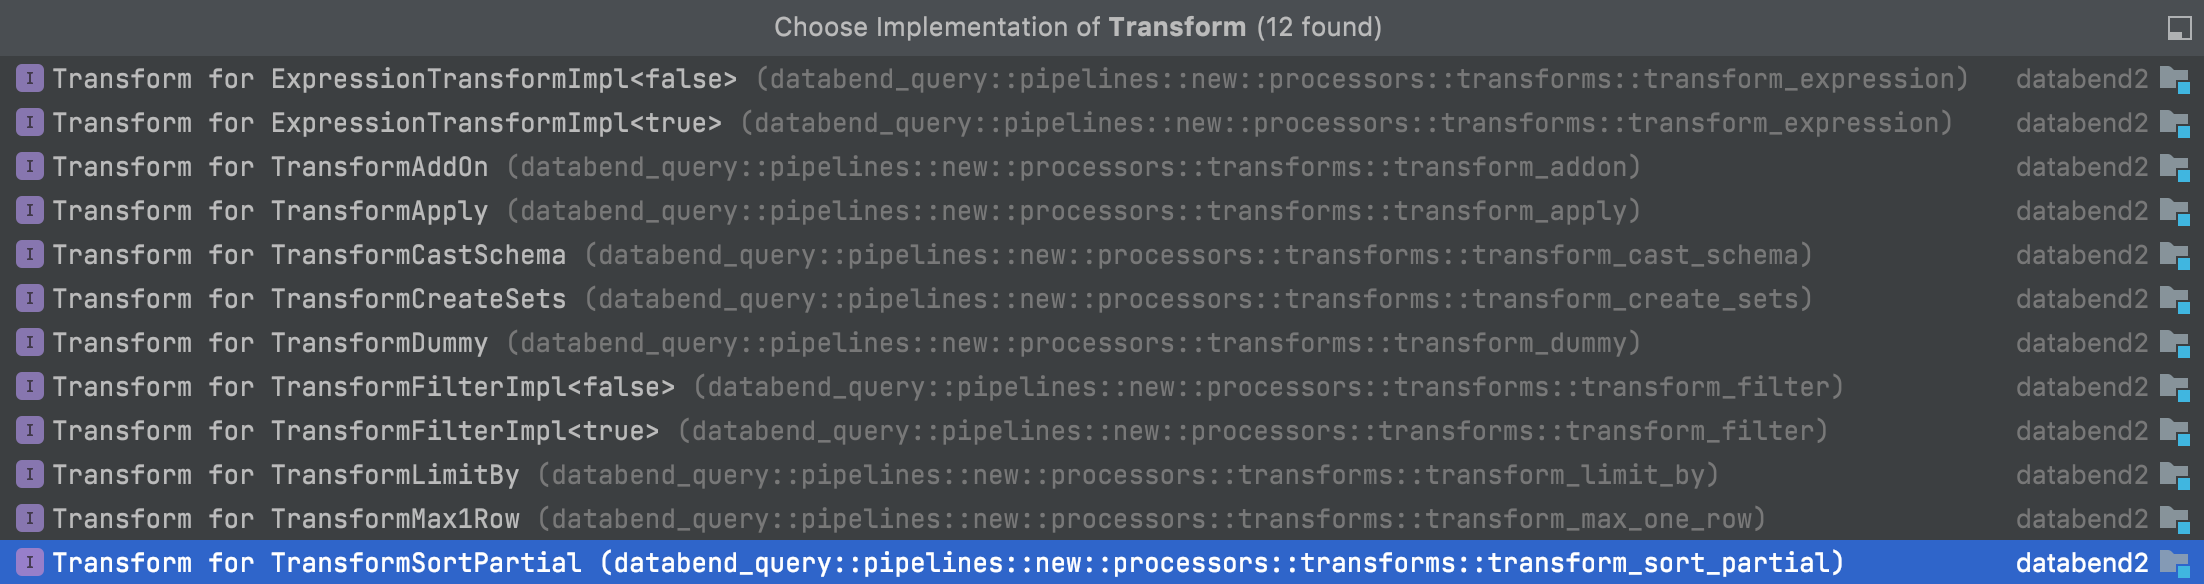 Choose Implementation of Transform (12 found)
I Transform for ExpressionTransformImpl<false> (databend_query::pipelines::new::processors::transforms::transform_expression) databend2
I Transform for ExpressionTransformImpl<true> (databend_query::pipelines::new::processors::transforms::transform_expression) databend2
I Transform for TransformAddOn (databend_query::pipelines::new::processors::transforms::transform_addon) databend2
I Transform for TransformApply (databend_query::pipelines::new::processors::transforms::transform_apply) databend2
I Transform for TransformCastSchema (databend_query::pipelines::new::processors::transforms::transform_cast_schema) databend2
I Transform for TransformCreateSets (databend_query::pipelines::new::processors::transforms::transform_create_sets) databend2
I Transform for TransformDummy (databend_query::pipelines::new::processors::transforms::transform_dummy) databend2
I Transform for TransformFilterImpl<false> (databend_query::pipelines::new::processors::transforms::transform_filter) databend2
I Transform for TransformFilterImpl<true> (databend_query::pipelines::new::processors::transforms::transform_filter) databend2
I Transform for TransformLimitBy (databend_query::pipelines::new::processors::transforms::transform_limit_by) databend2
I Transform for TransformMax1Row (databend_query::pipelines::new::processors::transforms::transform_max_one_row) databend2
I Transform for TransformSortPartial (databend_query::pipelines::new::processors::transforms::transform_sort_partial) databend2